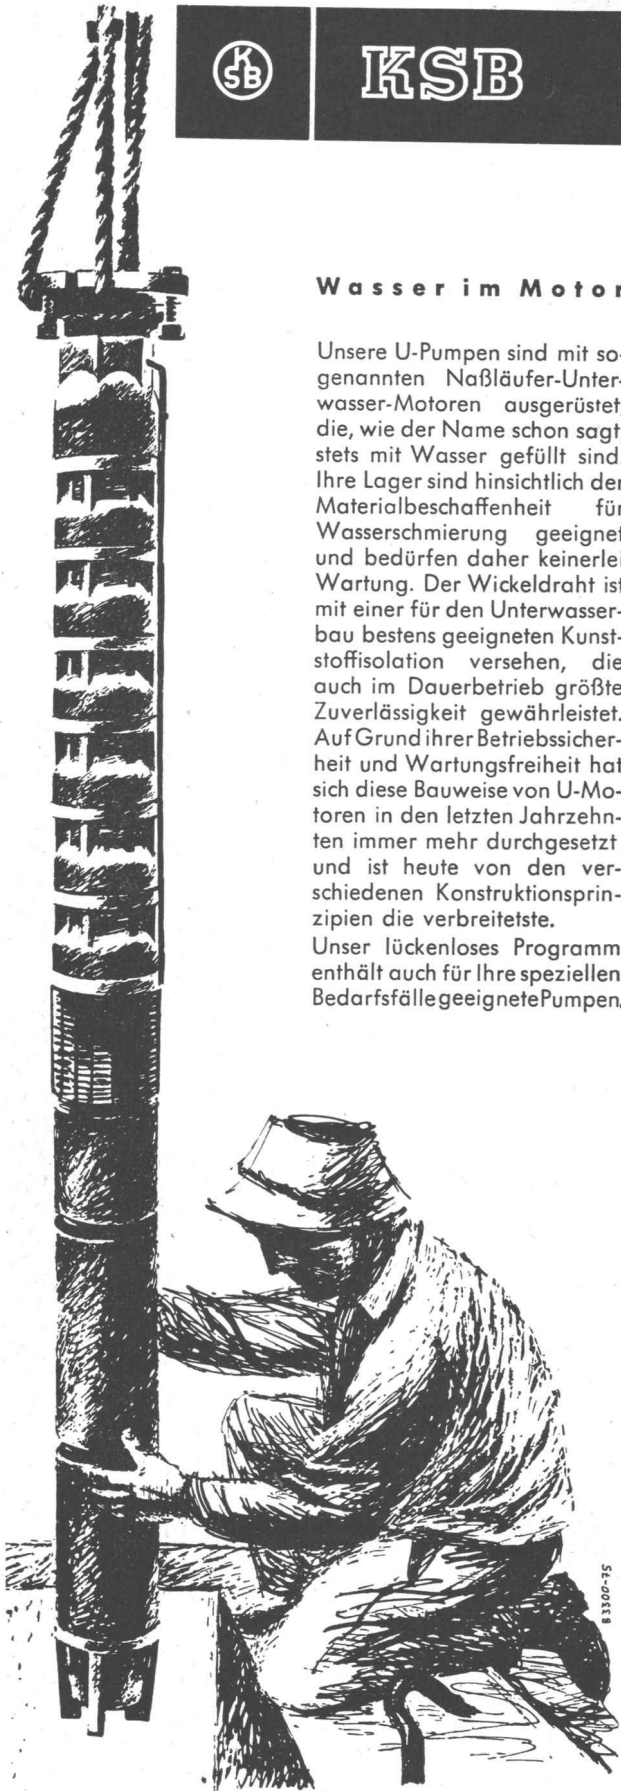 K
SB
KSB
Wasser im Motor
Unsere U-Pumpen sind mit so-
genannten Naßläufer-Unter-
wasser-Motoren ausgerüstet,
die, wie der Name schon sagt,
stets mit Wasser gefüllt sind.
Ihre Lager sind hinsichtlich der
Materialbeschaffenheit für
Wasserschmierung geeignet
und bedürfen daher keinerlei
Wartung. Der Wickeldraht ist
mit einer für den Unterwasser-
bau bestens geeigneten Kunst-
stoffisolation versehen, die
auch im Dauerbetrieb größte
Zuverlässigkeit gewährleistet.
Auf Grund ihrer Betriebssicher-
heit und Wartungsfreiheit hat
sich diese Bauweise von U-Mo-
toren in den letzten Jahrzehn-
ten immer mehr durchgesetzt
und ist heute von den ver-
schiedenen Konstruktionsprin-
zipien die verbreitetste.
Unser lückenloses Programm
enthält auch für Ihre speziellen
Bedarfsfälle geeignete Pumpen,
B3300-75